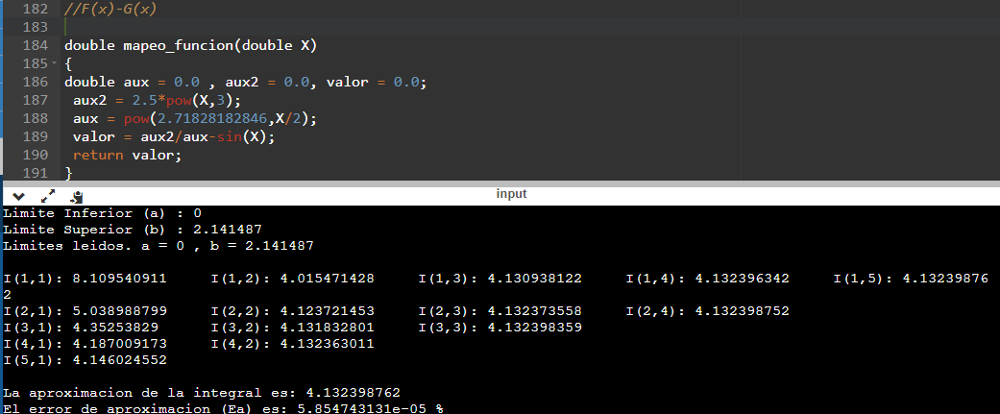 182 //F(x)-G(x)
183
184 double mapeo_funcion(double X)
185 {
186 double aux = 0.0 , aux2 = 0.0, valor = 0.0;
187 aux2 = 2.5*pow(X,3);
188 aux = pow(2.71828182846,X/2);
189 valor = aux2/aux-sin(X);
190 return valor;
191 }
input
Limite Inferior (a) : 0
Limite Superior (b) : 2.141487
Limites leidos. a = 0 , b = 2.141487
I(1,1): 8.109540911 I(1,2): 4.015471428 I(1,3): 4.130938122 I(1,4): 4.132396342 I(1,5): 4.13239876
2
I(2,1): 5.038988799 I(2,2): 4.123721453 I(2,3): 4.132373558 I(2,4): 4.132398752
I(3,1): 4.35253829 I(3,2): 4.131832801 I(3,3): 4.132398359
I(4,1): 4.187009173 I(4,2): 4.132363011
I(5,1): 4.146024552
La aproximacion de la integral es: 4.132398762
El error de aproximacion (Ea) es: 5.854743131e-05 %